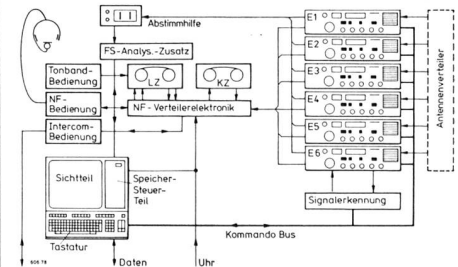 Abstimmhilfe
FS-Analys.-Zusatz
Tonband-
Bedienung
LZ
KZ
NF-
Bedienung
NF-Verteilerelektronik
Intercom-
Bedienung
Sichtteil
Speicher-
Steuer-
Teil
Tastatur
Daten
Uhr
Kommando Bus
Signalerkennung
E1
E2
E3
E4
E5
E6
Antennenverteiler